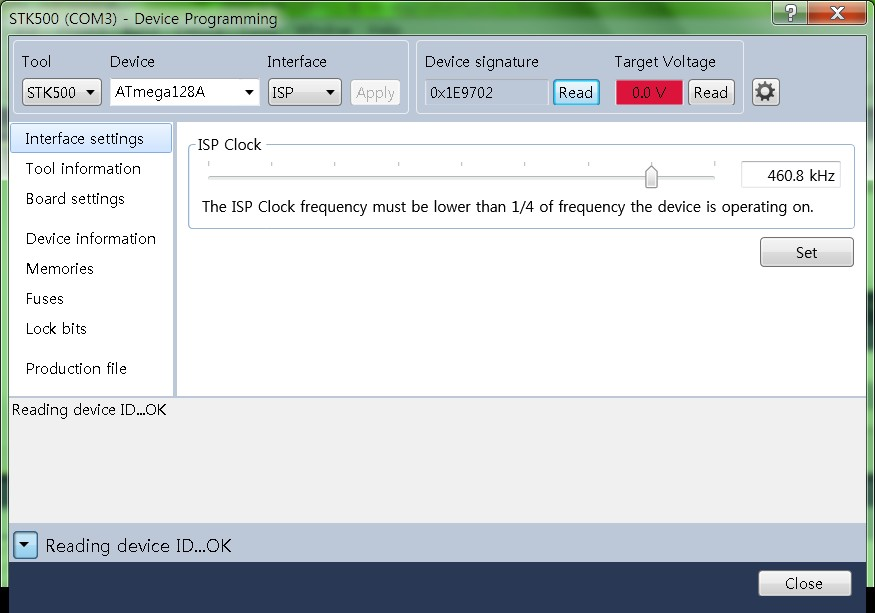 STK500 (COM3) - Device Programming
Tool Device Interface Device signature Target Voltage
STK500 ATmega128A ISP Apply 0x1E9702 Read 0.0 V Read
Interface settings
Tool information
Board settings
Device information
Memories
Fuses
Lock bits
Production file
ISP Clock
460.8 kHz
The ISP Clock frequency must be lower than 1/4 of frequency the device is operating on.
Set
Reading device ID...OK
Reading device ID...OK
Close